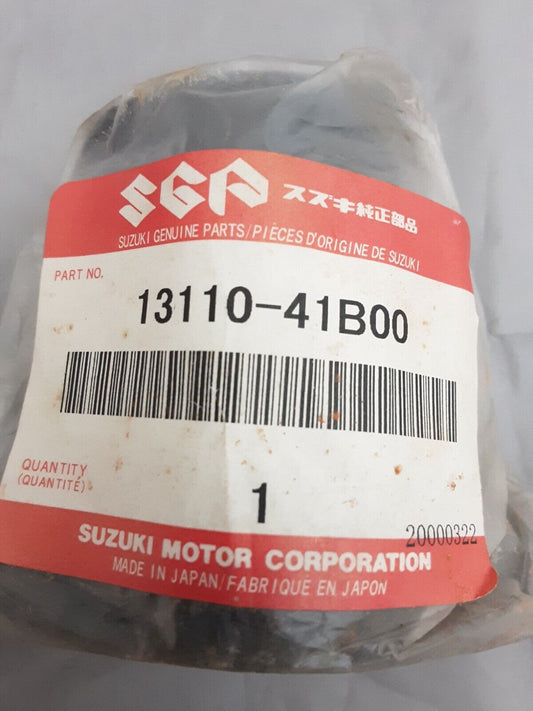 SGP スズキ純正部品
SUZUKI GENUINE PARTS/PIÈCES D'ORIGINE DE SUZUKI
PART NO.
13110-41B00
QUANTITY
(QUANTITÉ)
1
20000322
SUZUKI MOTOR CORPORATION
MADE IN JAPAN/FABRIQUE EN JAPON